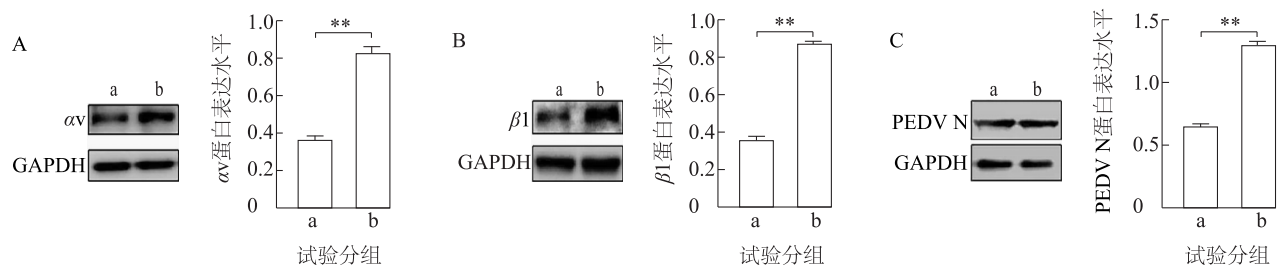 A
a b
αv
GAPDH
αv蛋白表达水平
1.0
0.8
0.6
0.4
0.2
0
**
a b
试验分组
B
a b
β1
GAPDH
β1蛋白表达水平
1.0
0.8
0.6
0.4
0.2
0
**
a b
试验分组
C
a b
PEDV N
GAPDH
PEDV N蛋白表达水平
1.5
1.0
1.5
0
**
a b
试验分组